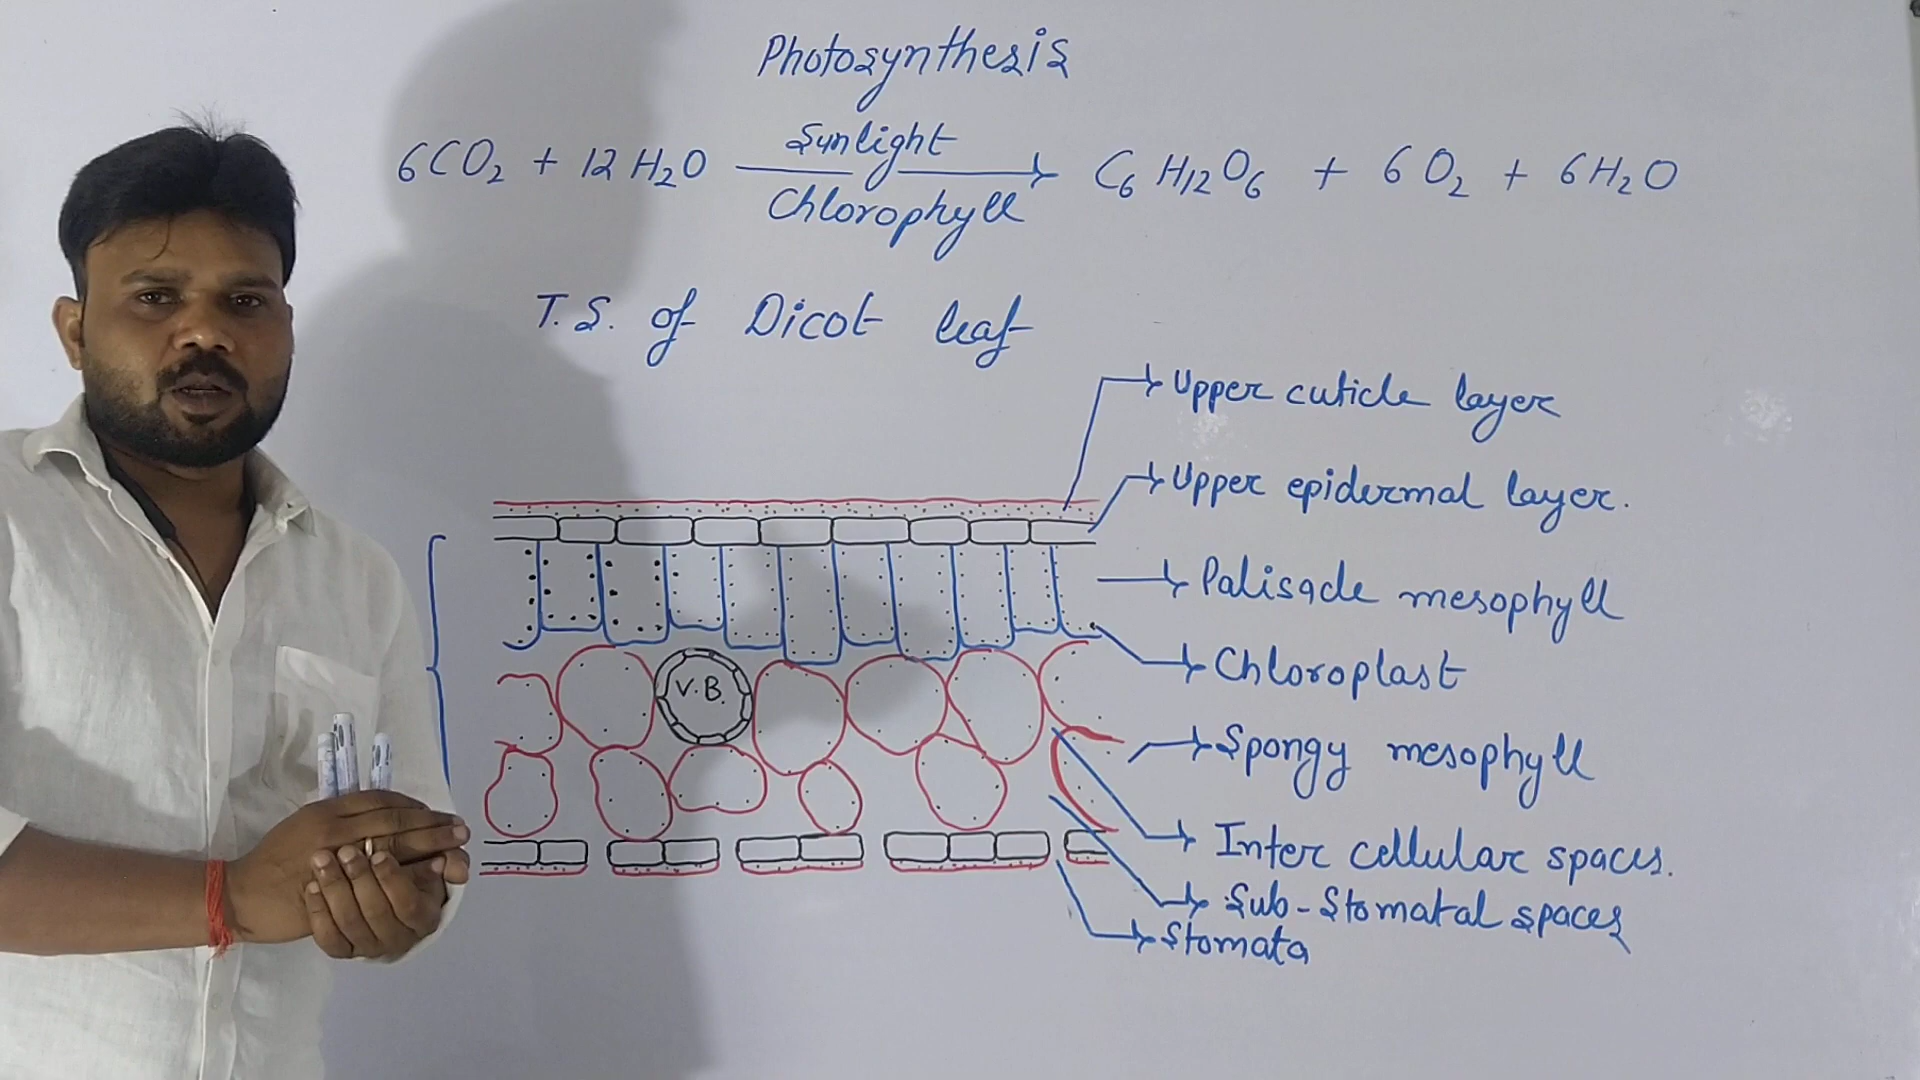 Photosynthesis
6CO₂ + 12H₂O Sunlight Chlorophyll → C₆H₁₂O₆ + 6O₂ + 6H₂O
T.S. of Dicot leaf
Upper cuticle layer
Upper epidermal layer.
Palisade mesophyll
Chloroplast
V.B.
Spongy mesophyll
Inter cellular spaces.
Sub-Stomatal spaces
Stomata